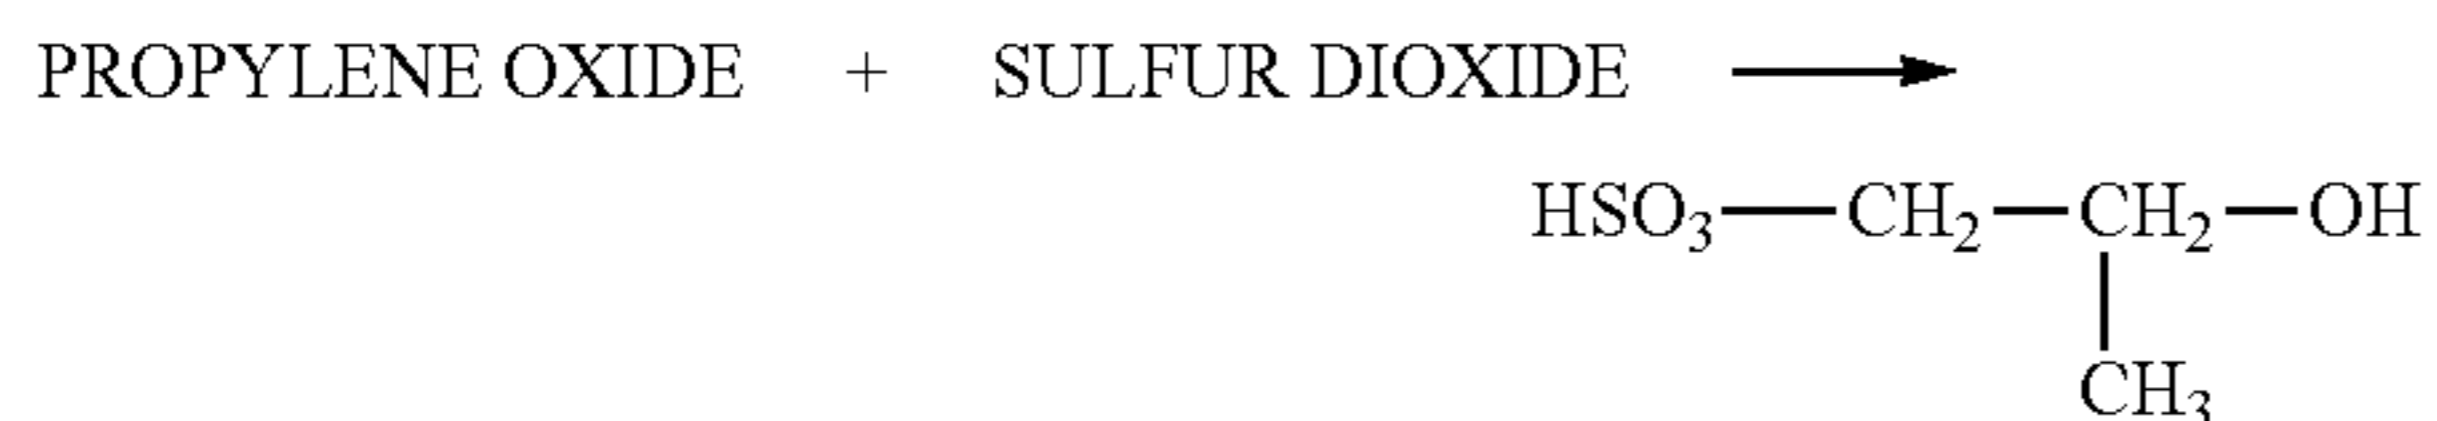 PROPYLENE OXIDE + SULFUR DIOXIDE ⟶
HSO₃—CH₂—CH₂—OH
CH₃